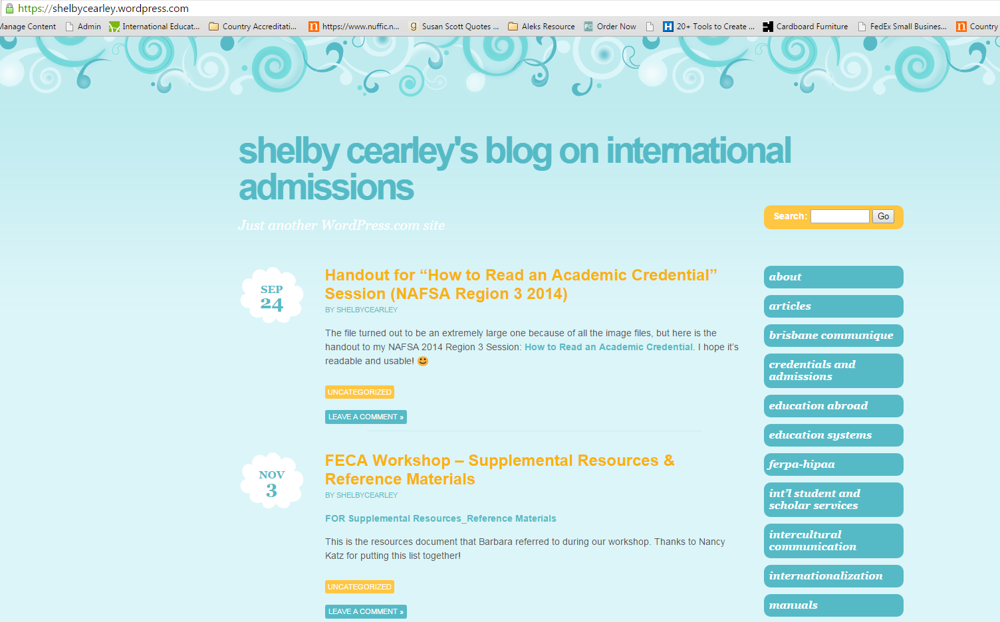 https://shelbycearley.wordpress.com
Manage Content Admin International Educat... Country Accreditati... https://www.nuffic.n... Susan Scott Quotes ... Aleks Resource Order Now 20+ Tools to Create ... Cardboard Furniture FedEx Small Busines... Country
shelby cearley's blog on international
admissions
Just another WordPress.com site
Search: Go
SEP
24
Handout for “How to Read an Academic Credential”
Session (NAFSA Region 3 2014)
BY SHELBYCEARLEY
The file turned out to be an extremely large one because of all the image files, but here is the
handout to my NAFSA 2014 Region 3 Session: How to Read an Academic Credential. I hope it’s
readable and usable!
UNCATEGORIZED
LEAVE A COMMENT »
NOV
3
FECA Workshop – Supplemental Resources &
Reference Materials
BY SHELBYCEARLEY
FOR Supplemental Resources_Reference Materials
This is the resources document that Barbara referred to during our workshop. Thanks to Nancy
Katz for putting this list together!
UNCATEGORIZED
LEAVE A COMMENT »
about
articles
brisbane communique
credentials and
admissions
education abroad
education systems
ferpa-hipaa
int’l student and
scholar services
intercultural
communication
internationalization
manuals